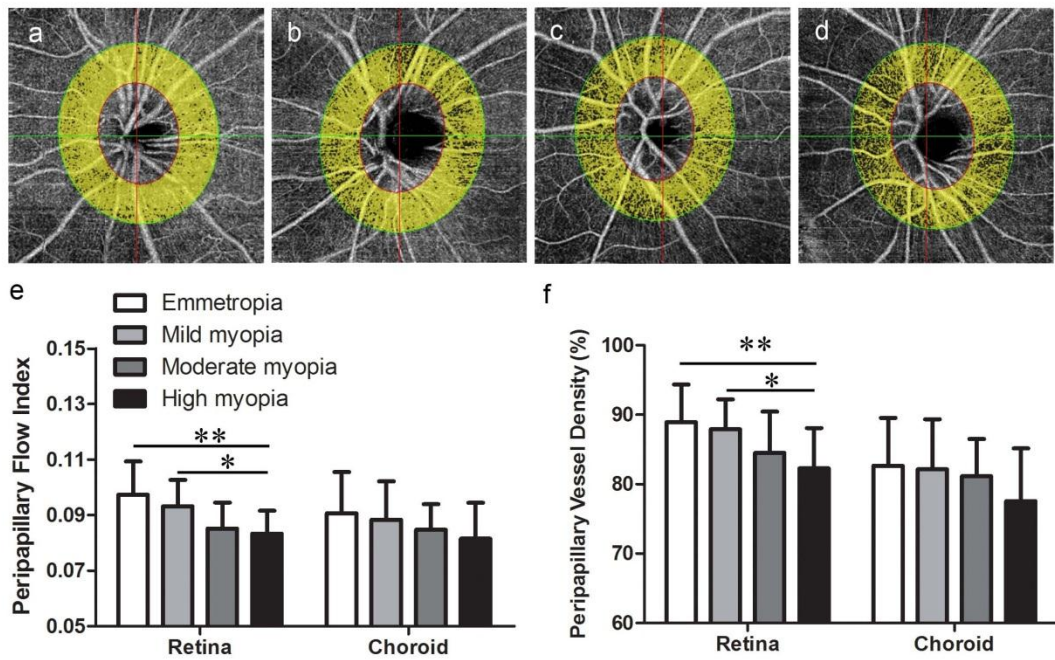 a
b
c
d
e
Emmetropia
Mild myopia
Moderate myopia
High myopia
Peripapillary Flow Index
0.15
0.13
0.11
0.09
0.07
0.05
**
*
Retina
Choroid
f
Peripapillary Vessel Density (%)
100
90
80
70
60
**
*
Retina
Choroid